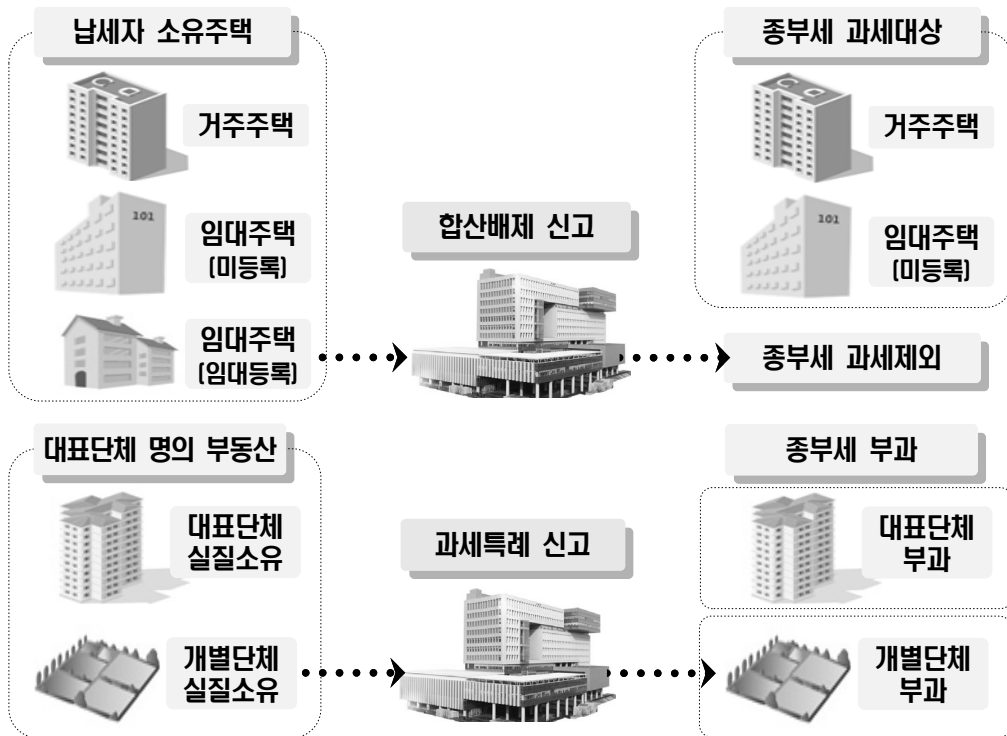 납세자 소유주택
거주주택
101
임대주택
(미등록)
임대주택
(임대등록)
합산배제 신고
종부세 과세대상
거주주택
101
임대주택
(미등록)
종부세 과세제외
대표단체 명의 부동산
대표단체
실질소유
개별단체
실질소유
과세특례 신고
종부세 부과
대표단체
부과
개별단체
부과